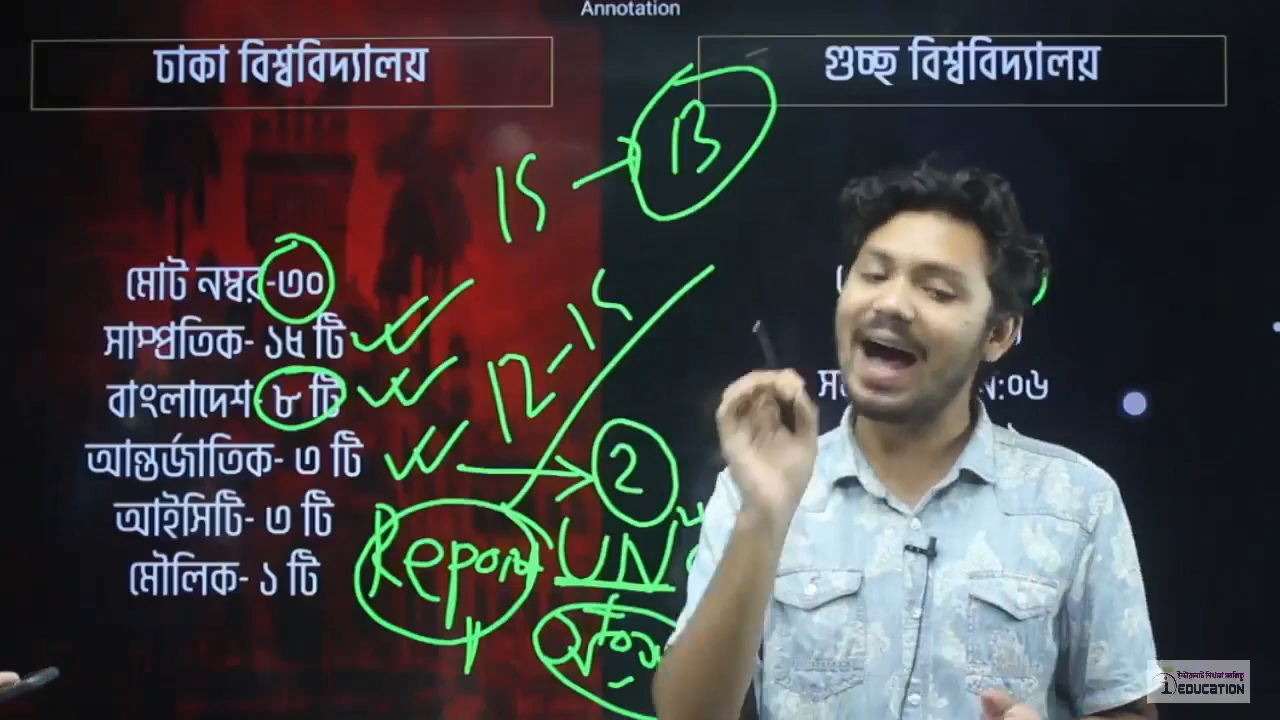 Annotation
ঢাকা বিশ্ববিদ্যালয়
গুচ্ছ বিশ্ববিদ্যালয়
15
13
মোট নম্বর-৩০
সাম্প্রতিক- ১৫ টি
12-15
বাংলাদেশ- ৮ টি
N:০৬
আন্তর্জাতিক- ৩ টি
2
আইসিটি- ৩ টি
Report
UN
মৌলিক- ১ টি
EDUCATION